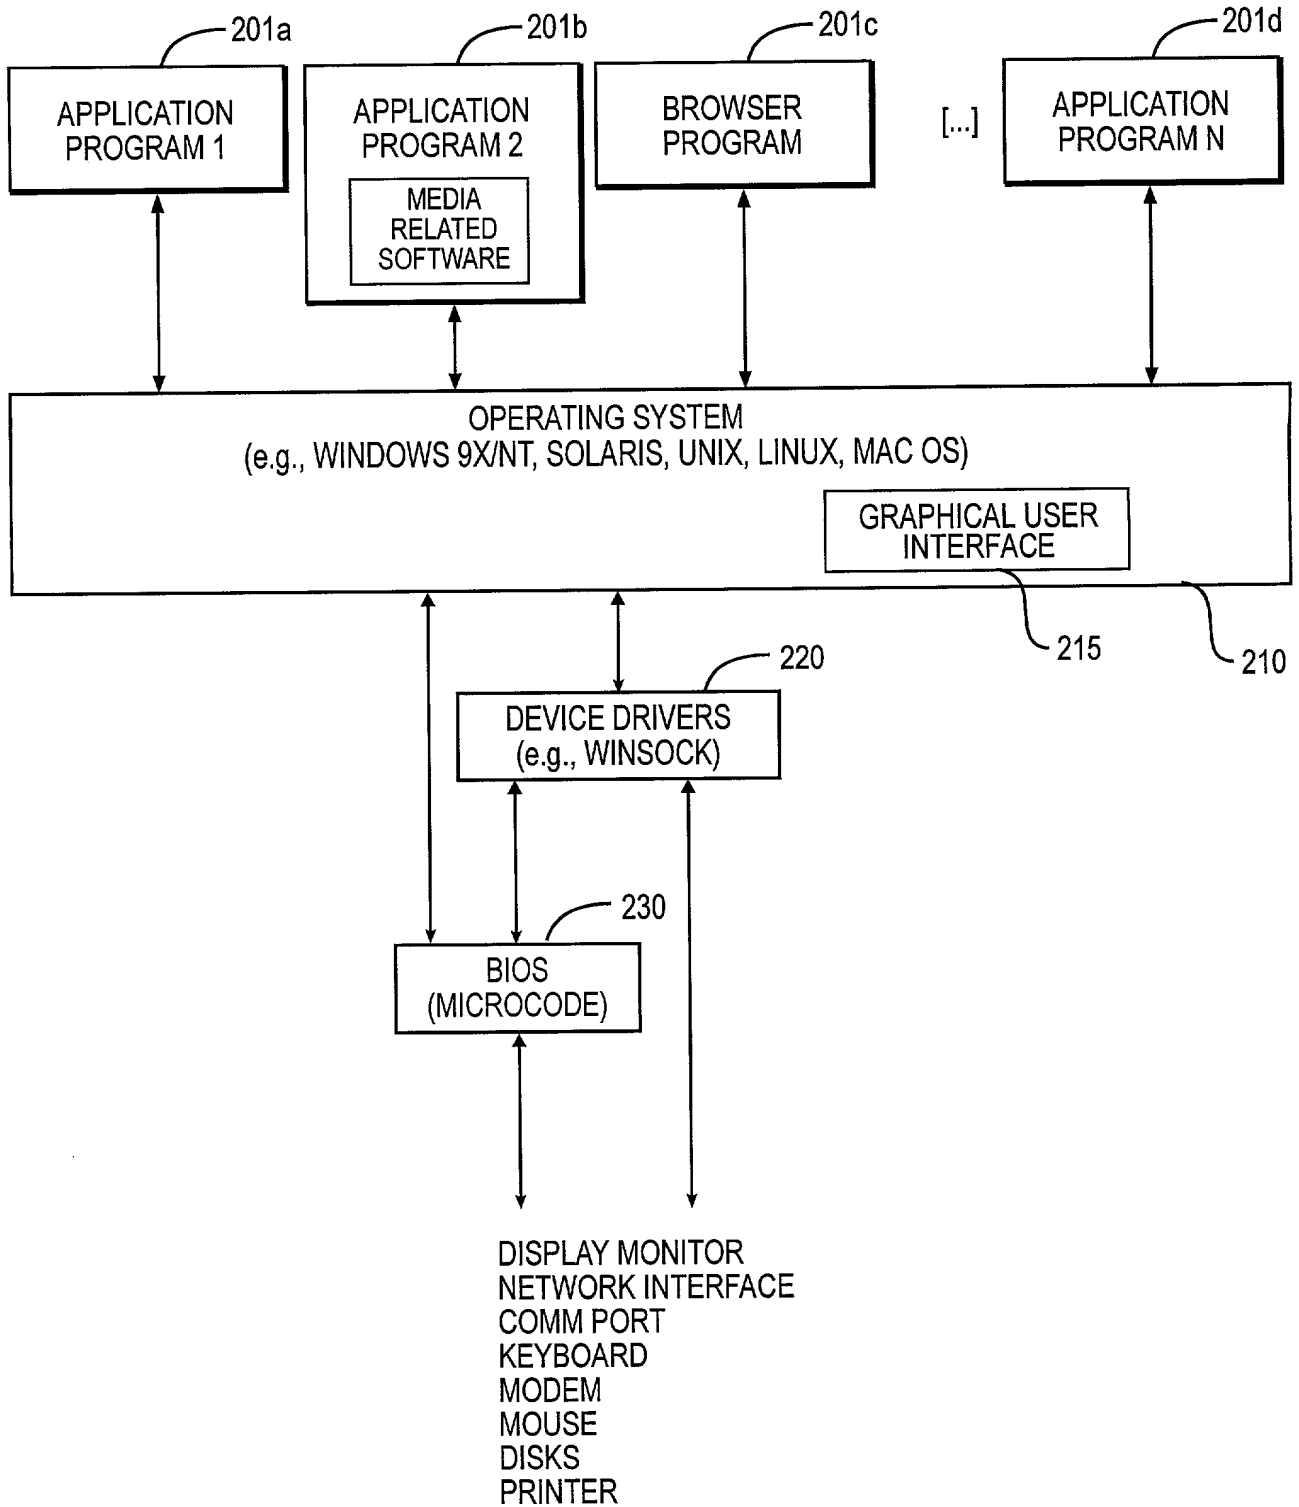 201a
201b
201c
201d
APPLICATION
PROGRAM 1
APPLICATION
PROGRAM 2
MEDIA
RELATED
SOFTWARE
BROWSER
PROGRAM
[...]
APPLICATION
PROGRAM N
OPERATING SYSTEM
(e.g., WINDOWS 9X/NT, SOLARIS, UNIX, LINUX, MAC OS)
GRAPHICAL USER
INTERFACE
215
210
220
DEVICE DRIVERS
(e.g., WINSOCK)
230
BIOS
(MICROCODE)
DISPLAY MONITOR
NETWORK INTERFACE
COMM PORT
KEYBOARD
MODEM
MOUSE
DISKS
PRINTER